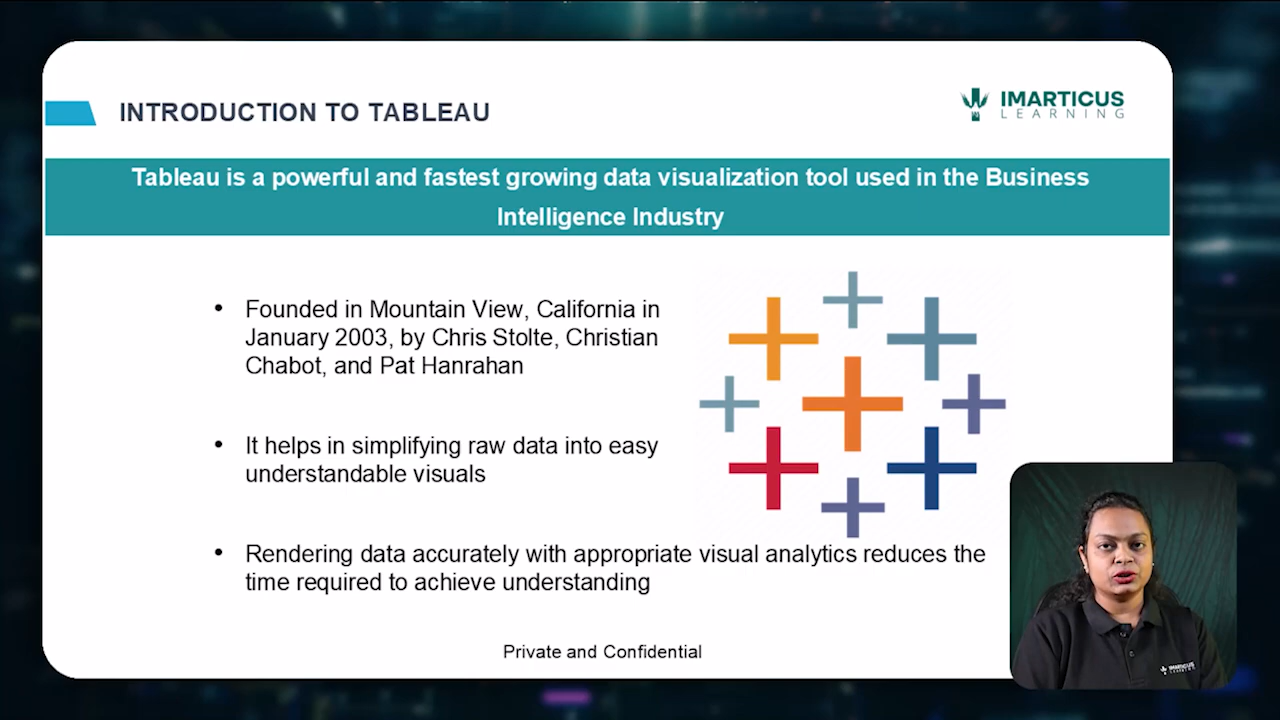 INTRODUCTION TO TABLEAU
IMARTICUS
LEARNING
Tableau is a powerful and fastest growing data visualization tool used in the Business
Intelligence Industry
• Founded in Mountain View, California in
January 2003, by Chris Stolte, Christian
Chabot, and Pat Hanrahan
• It helps in simplifying raw data into easy
understandable visuals
• Rendering data accurately with appropriate visual analytics reduces the
time required to achieve understanding
Private and Confidential
IMARTICUS
LEARNING